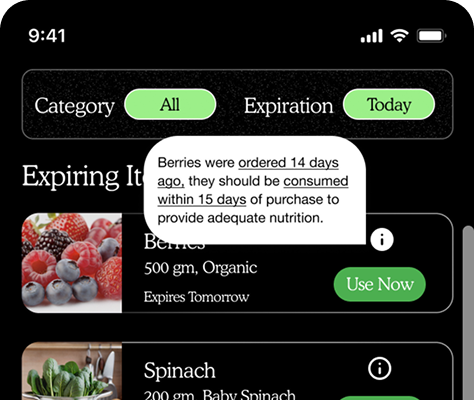 9:41
Category All Expiration Today
Expiring Ite
Berries were ordered 14 days
ago, they should be consumed
within 15 days of purchase to
provide adequate nutrition.
Berries
500 gm, Organic
Expires Tomorrow
Use Now
Spinach
200 gm, Baby Spinach